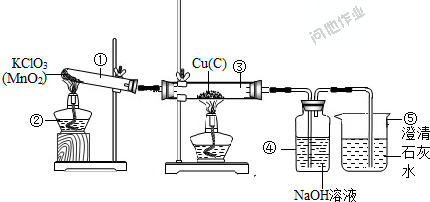 问他作业
KClO3
(MnO2)
①
②
Cu(C)
③
④
⑤
澄清
石灰
水
NaOH溶液